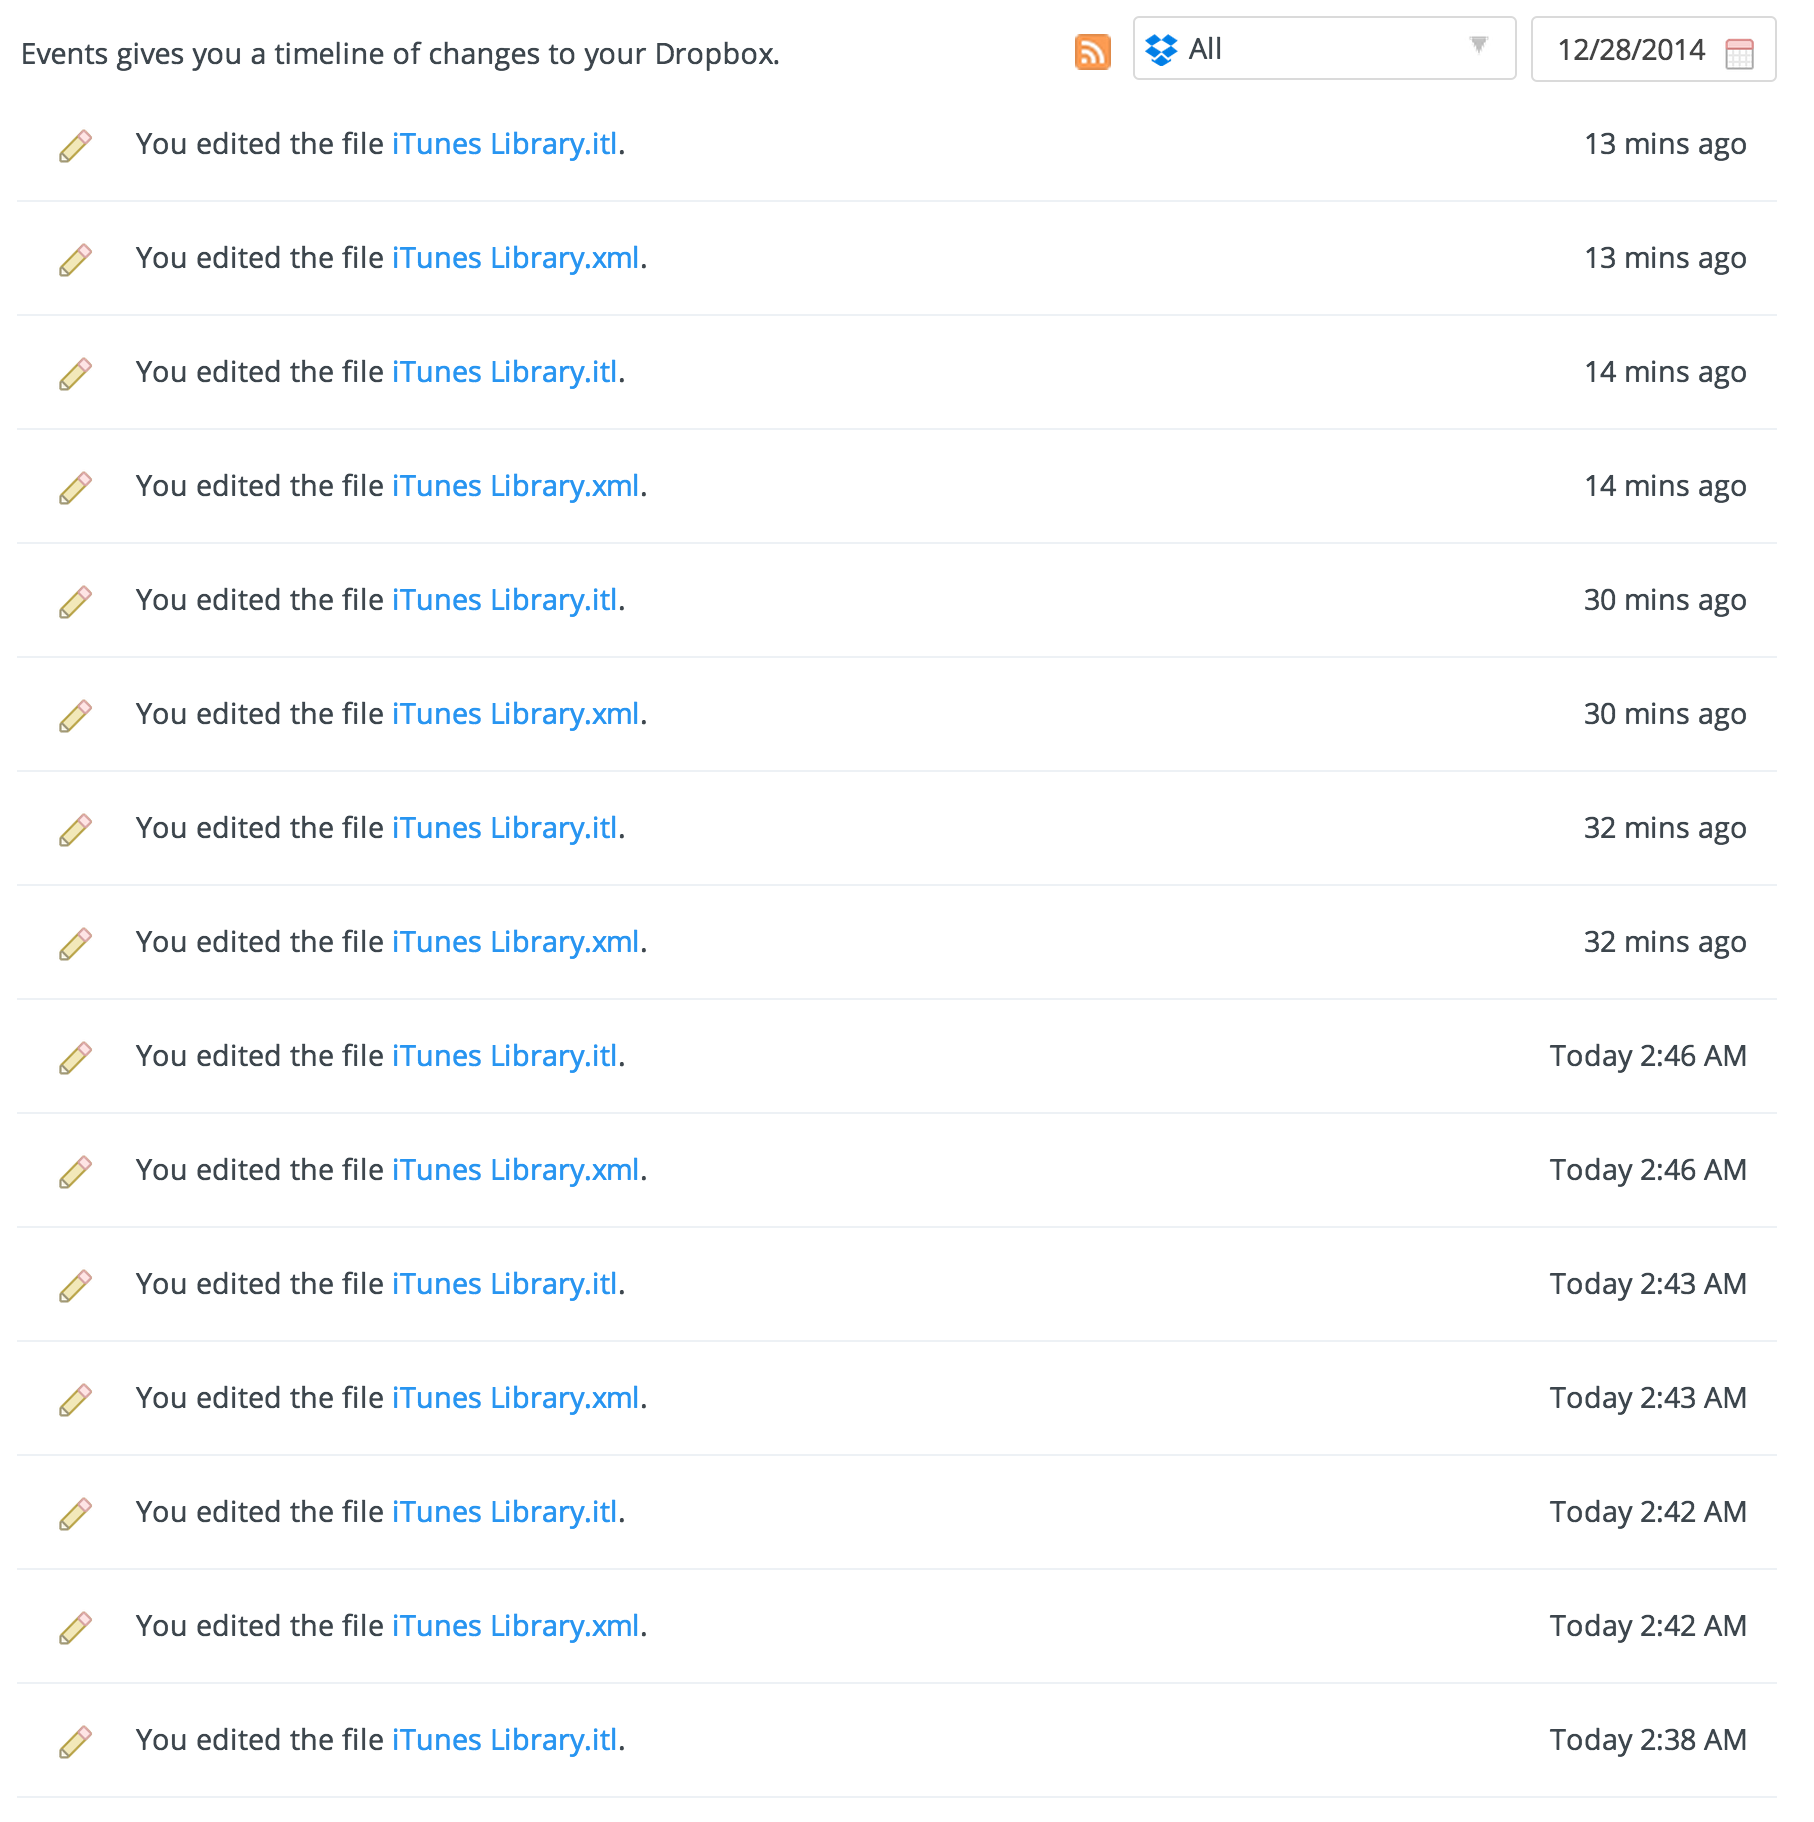 Events gives you a timeline of changes to your Dropbox. All 12/28/2014
You edited the file iTunes Library.itl. 13 mins ago
You edited the file iTunes Library.xml. 13 mins ago
You edited the file iTunes Library.itl. 14 mins ago
You edited the file iTunes Library.xml. 14 mins ago
You edited the file iTunes Library.itl. 30 mins ago
You edited the file iTunes Library.xml. 30 mins ago
You edited the file iTunes Library.itl. 32 mins ago
You edited the file iTunes Library.xml. 32 mins ago
You edited the file iTunes Library.itl. Today 2:46 AM
You edited the file iTunes Library.xml. Today 2:46 AM
You edited the file iTunes Library.itl. Today 2:43 AM
You edited the file iTunes Library.xml. Today 2:43 AM
You edited the file iTunes Library.itl. Today 2:42 AM
You edited the file iTunes Library.xml. Today 2:42 AM
You edited the file iTunes Library.itl. Today 2:38 AM